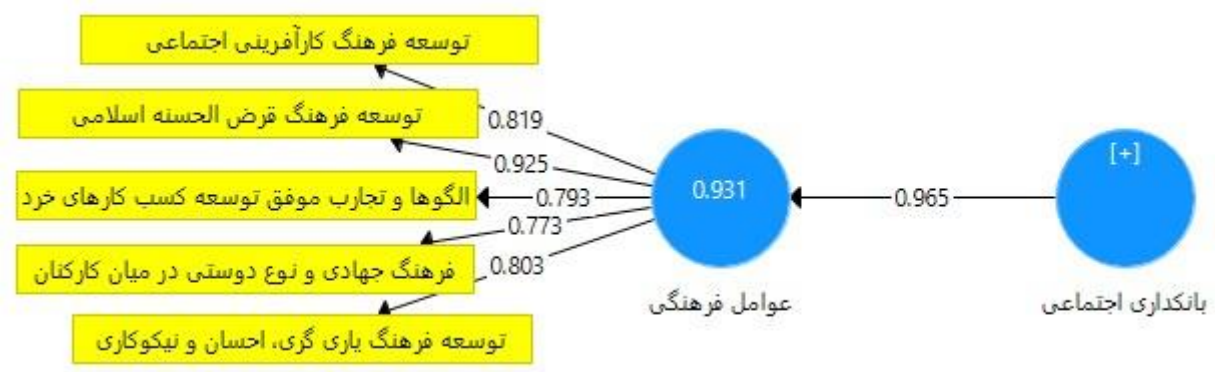 توسعه فرهنگ کارآفرینی اجتماعی
توسعه فرهنگ قرض الحسنه اسلامی
الگوها و تجارب موفق توسعه کسب کارهای خرد
فرهنگ جهادی و نوع دوستی در میان کارکنان
توسعه فرهنگ یاری گری، احسان و نیکوکاری
0.819
0.925
0.793
0.773
0.803
0.931
عوامل فرهنگی
0.965
[+]
بانکداری اجتماعی